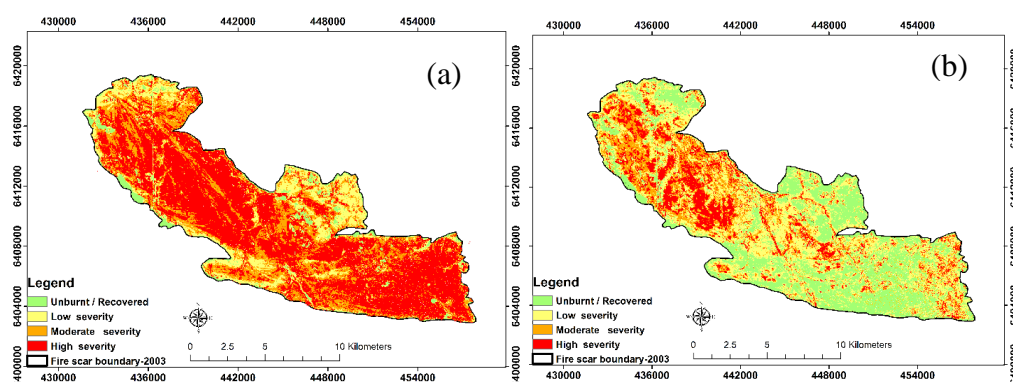 430000 436000 442000 448000 454000
(a)
6420000
6416000
6412000
6408000
6404000
6400000
Legend
Unburnt / Recovered
Low severity
Moderate severity
High severity
Fire scar boundary-2003
0 2.5 5 10 Kilometers
430000 436000 442000 448000 454000
430000 436000 442000 448000 454000
(b)
6420000
6416000
6412000
6408000
6404000
6400000
Legend
Unburnt / Recovered
Low severity
Moderate severity
High severity
Fire scar boundary-2003
0 2.5 5 10 Kilometers
430000 436000 442000 448000 454000